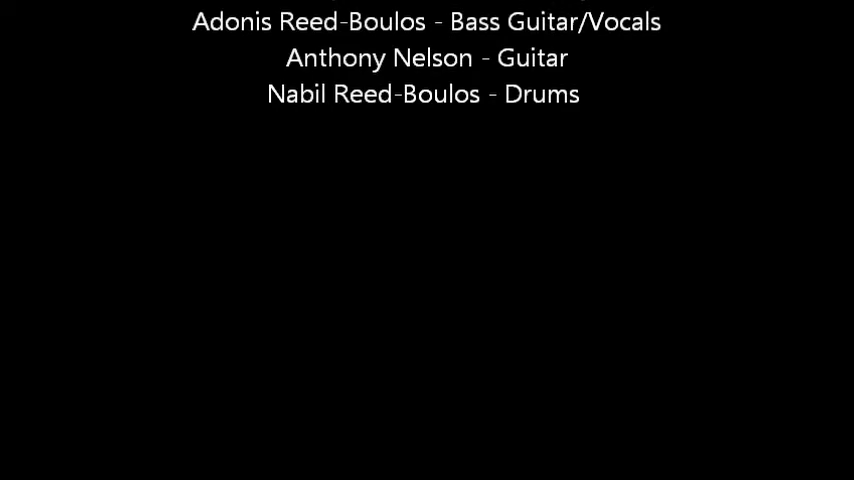 Adonis Reed-Boulos - Bass Guitar/Vocals
Anthony Nelson - Guitar
Nabil Reed-Boulos - Drums